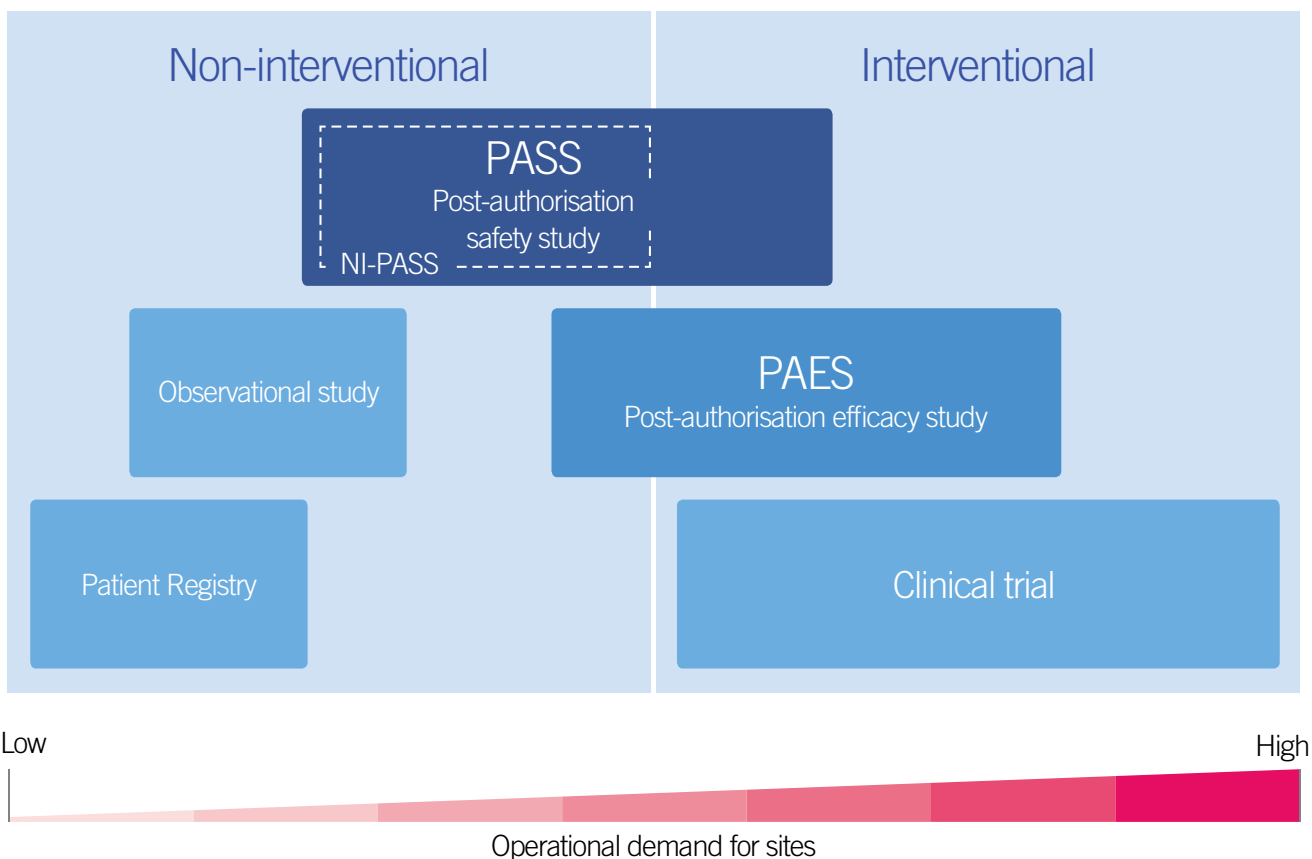 Non-interventional
Interventional
PASS
Post-authorisation
safety study
NI-PASS
Observational study
PAES
Post-authorisation efficacy study
Patient Registry
Clinical trial
Low
High
Operational demand for sites